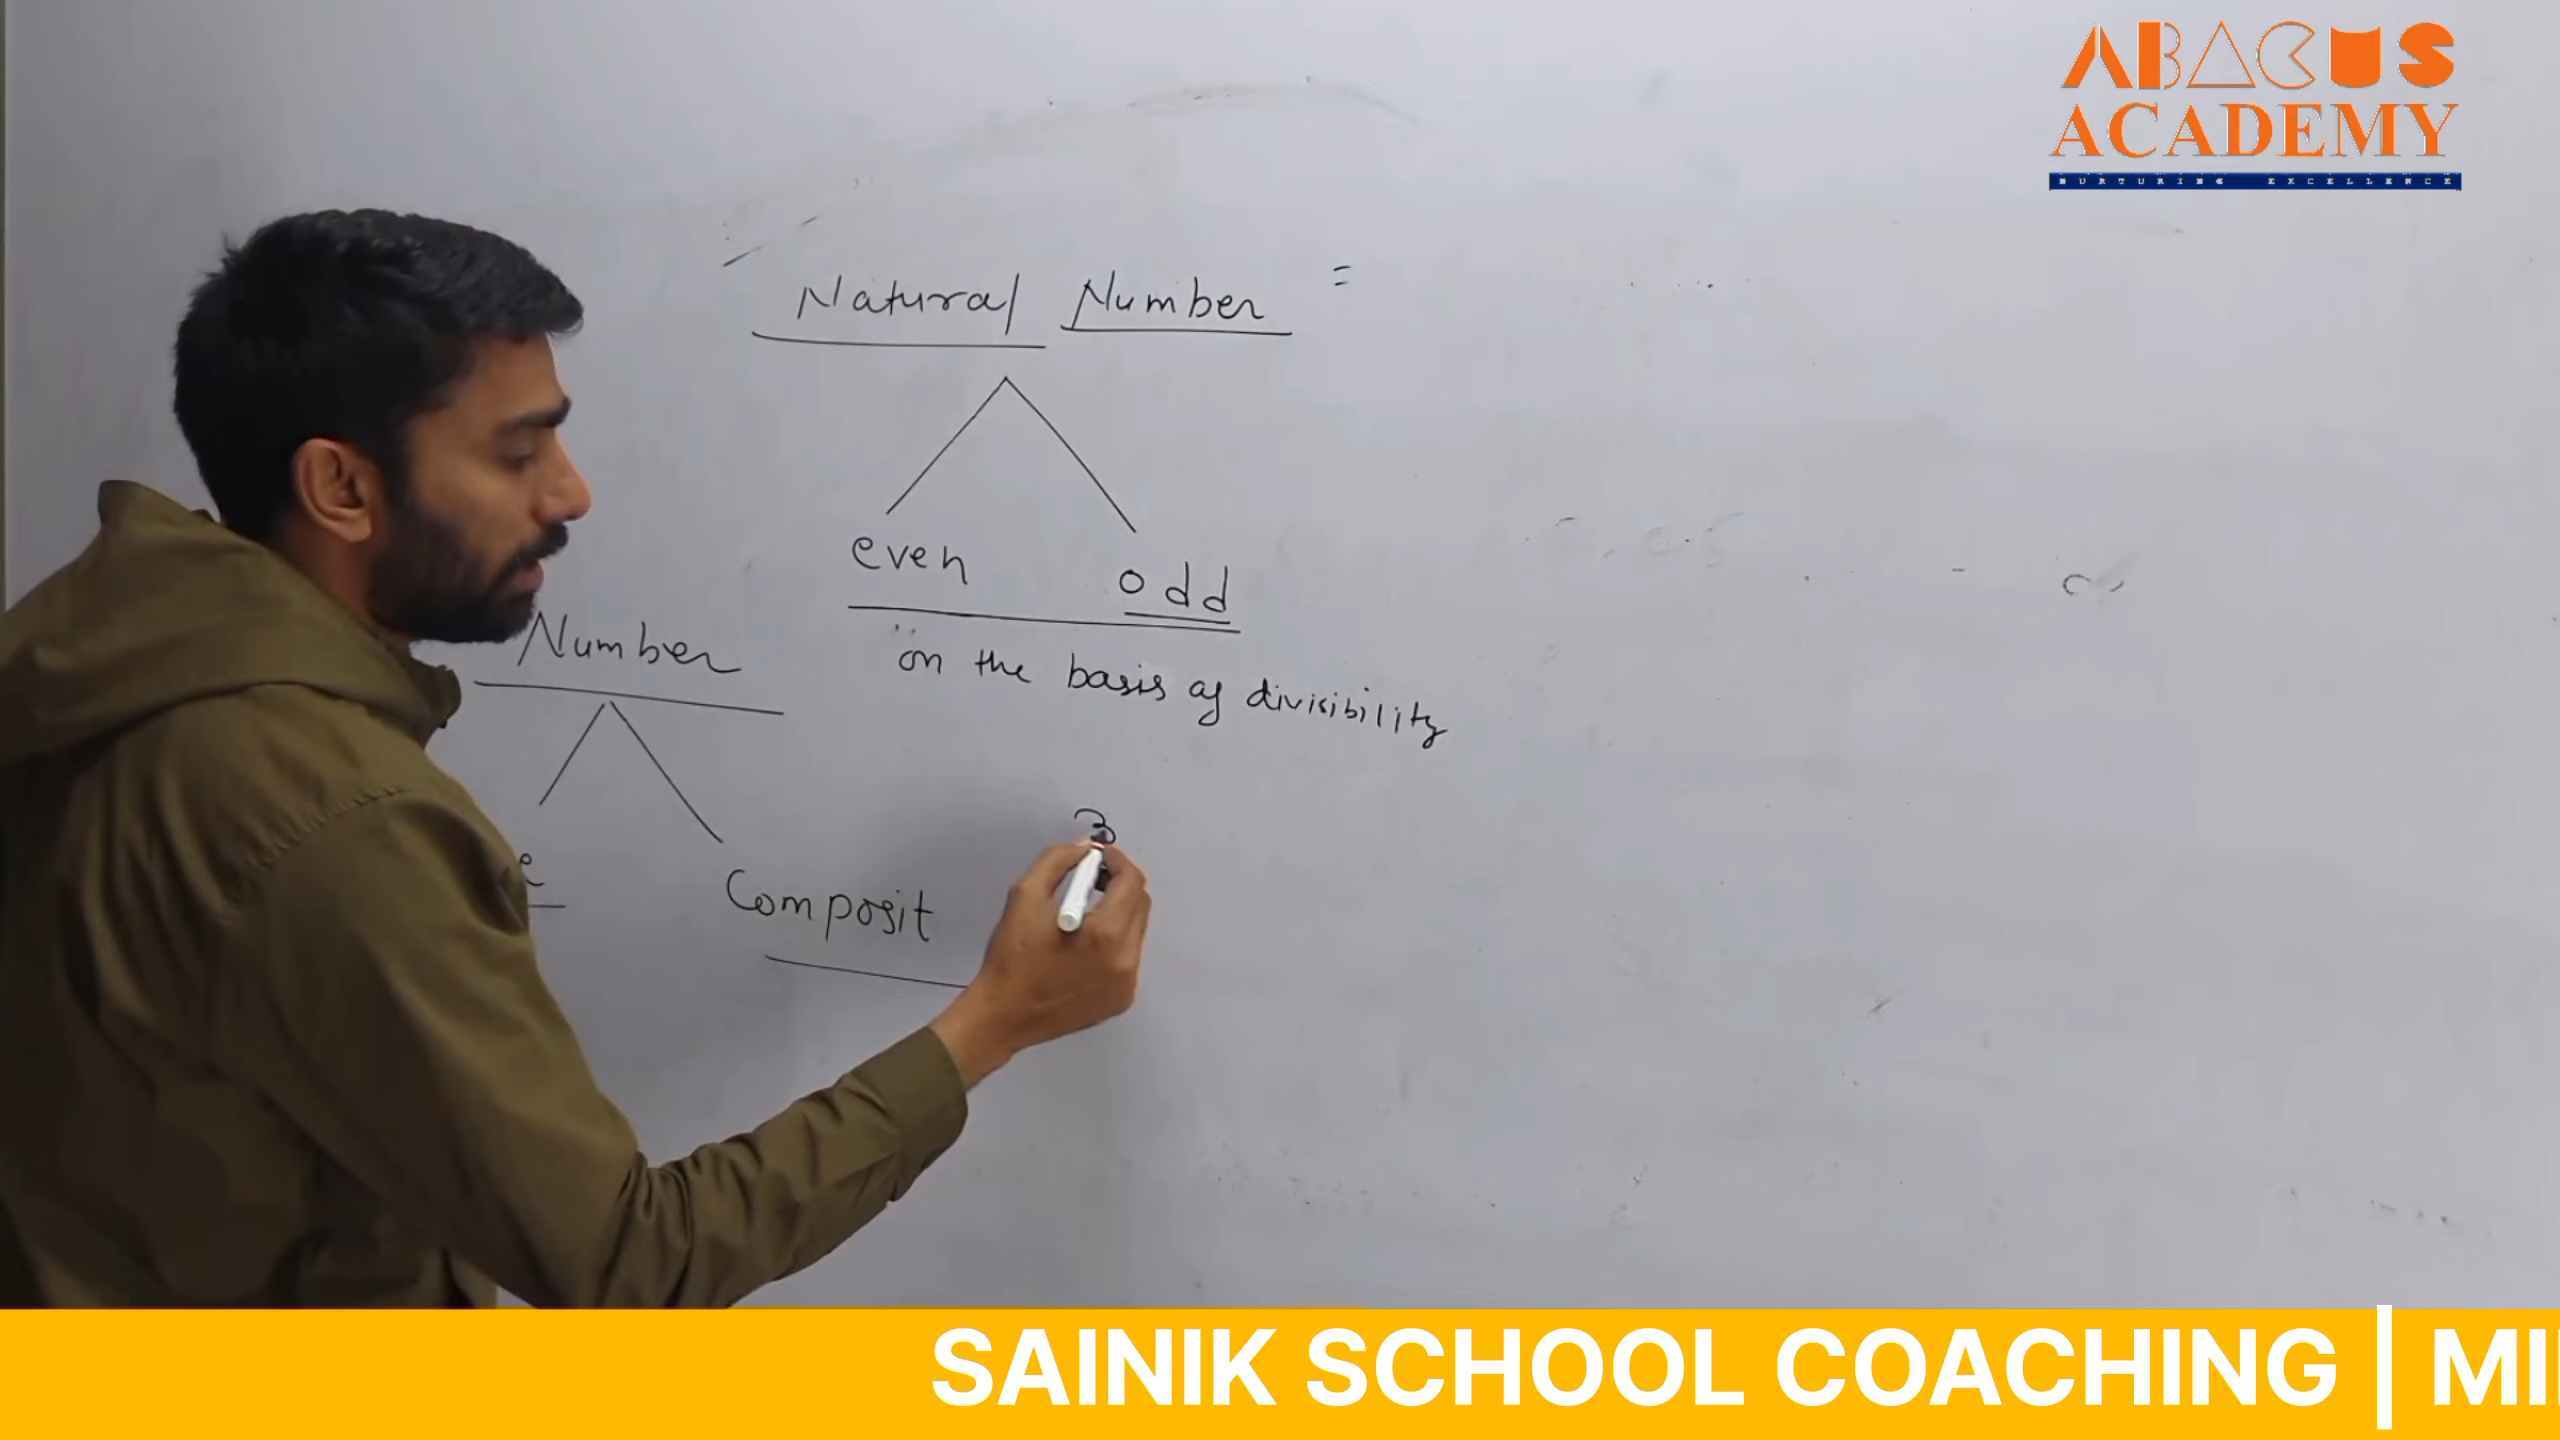 ABACUS
ACADEMY
NURTURING EXCELLENCE
Natural Number =
even odd
on the basis of divisibility
Number
e
Composit
3
SAINIK SCHOOL COACHING | MI